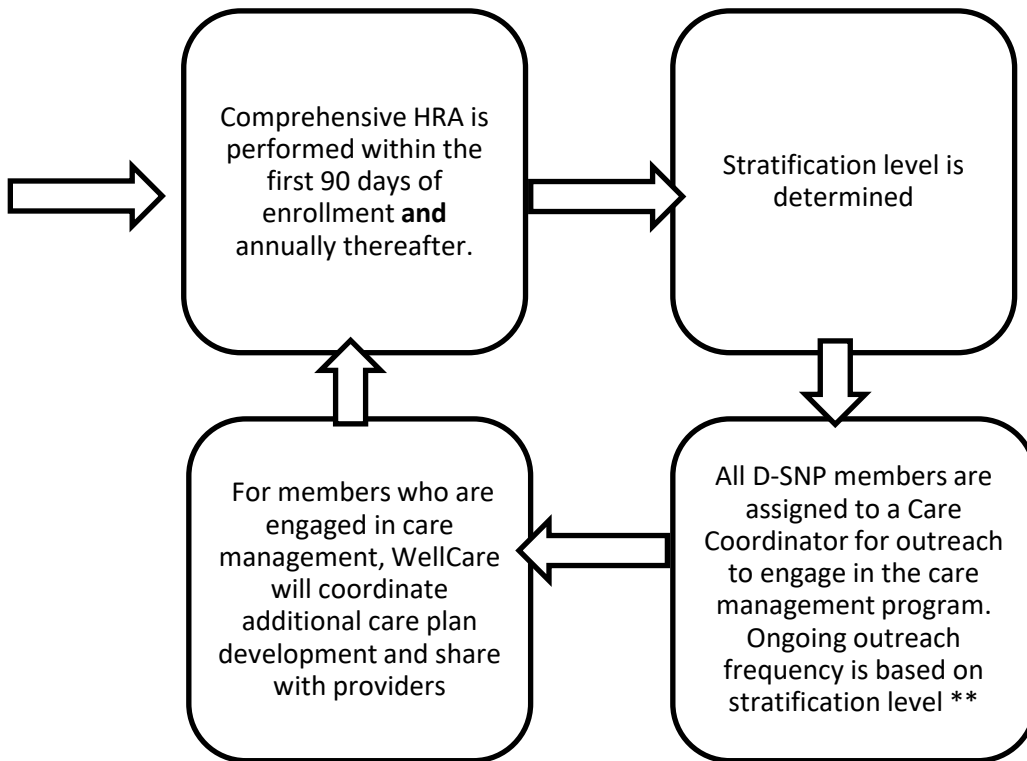 Comprehensive HRA is
performed within the
first 90 days of
enrollment and
annually thereafter.
Stratification level is
determined
All D-SNP members are
assigned to a Care
Coordinator for outreach
to engage in the care
management program.
Ongoing outreach
frequency is based on
stratification level **
For members who are
engaged in care
management, WellCare
will coordinate
additional care plan
development and share
with providers